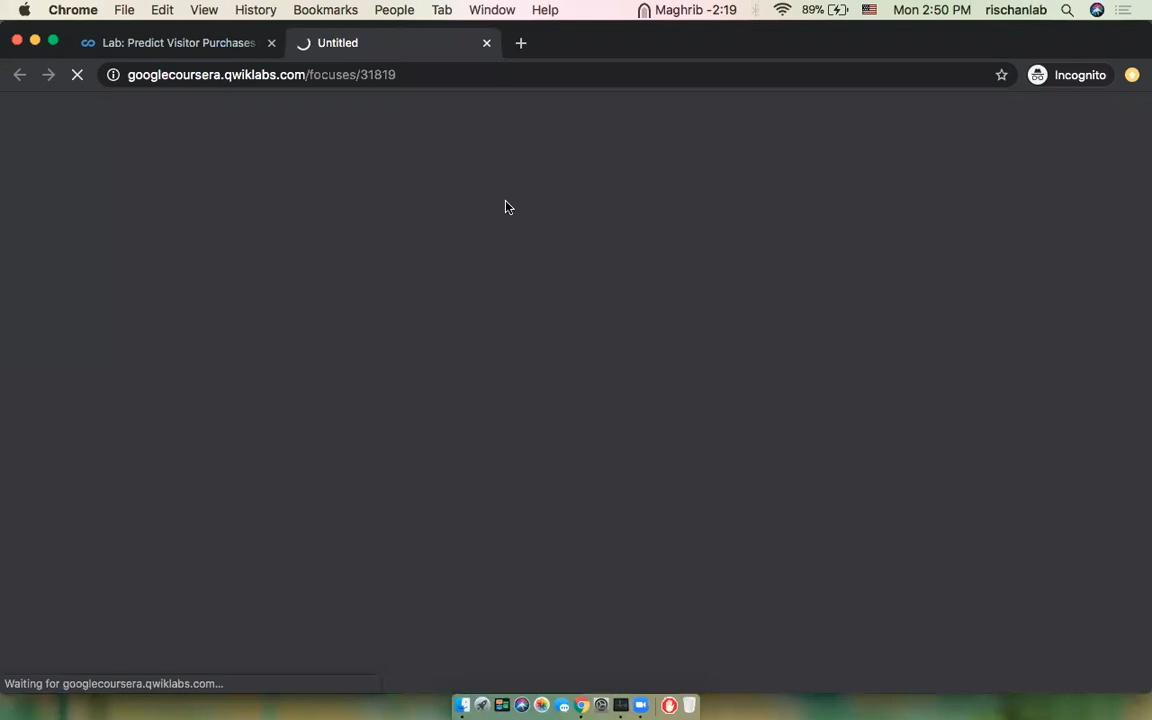 Chrome File Edit View History Bookmarks People Tab Window Help Maghrib -2:19 89% Mon 2:50 PM rischanlab
Lab: Predict Visitor Purchases Untitled
googlecoursera.qwiklabs.com/focuses/31819 Incognito
Waiting for googlecoursera.qwiklabs.com...